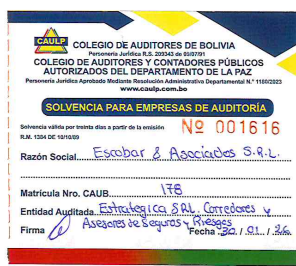 CAULP
COLEGIO DE AUDITORES DE BOLIVIA
Personería Jurídica R.S. 209343 de 05/07/91
COLEGIO DE AUDITORES Y CONTADORES PÚBLICOS
AUTORIZADOS DEL DEPARTAMENTO DE LA PAZ
Personería Jurídica Aprobado Mediante Resolución Administrativa Departamental N.° 1180/2023
www.caulp.com.bo
SOLVENCIA PARA EMPRESAS DE AUDITORÍA
Solvencia válida por treinta días a partir de la emisión
R.M. 1384 DE 10/10/89
Nº 001616
Razón Social Escobar & Asociados S.R.L.
Matricula Nro. CAUB. 178
Entidad Auditada. Estrategica SRL. Corredores y
Asesores de Seguros y Riesgos
Firma Fecha 30 / 01 / 26